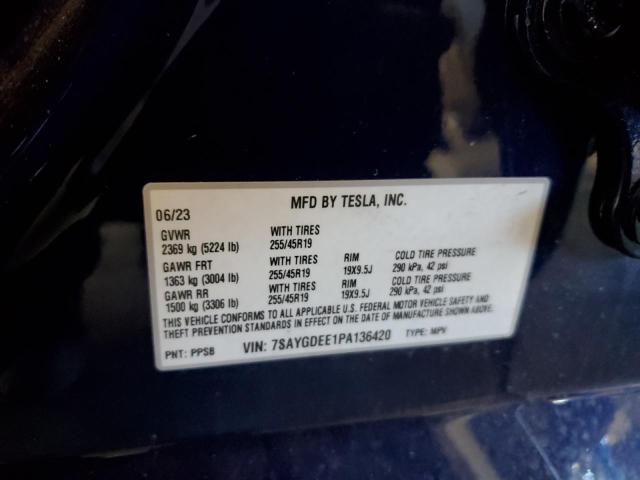 MFD BY TESLA, INC.
06/23
GVWR WITH TIRES
2369 kg (5224 lb) 255/45R19
GAWR FRT WITH TIRES RIM COLD TIRE PRESSURE
1363 kg (3004 lb) 255/45R19 19X9.5J 290 kPa, 42 psi
GAWR RR WITH TIRES RIM COLD TIRE PRESSURE
1500 kg (3306 lb) 255/45R19 19X9.5J 290 kPa, 42 psi
THIS VEHICLE CONFORMS TO ALL APPLICABLE U.S. FEDERAL MOTOR VEHICLE SAFETY AND
THEFT PREVENTION STANDARDS IN EFFECT ON THE DATE OF MANUFACTURE SHOWN ABOVE.
PNT: PPSB VIN: 7SAYGDEE1PA136420 TYPE: MPV